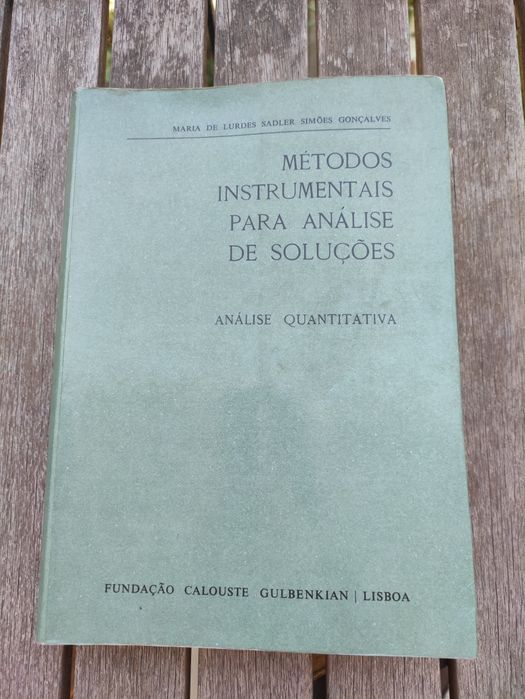 MARIA DE LURDES SADLER SIMÕES GONÇALVES
MÉTODOS
INSTRUMENTAIS
PARA ANÁLISE
DE SOLUÇÕES
ANÁLISE QUANTITATIVA
FUNDAÇÃO CALOUSTE GULBENKIAN | LISBOA